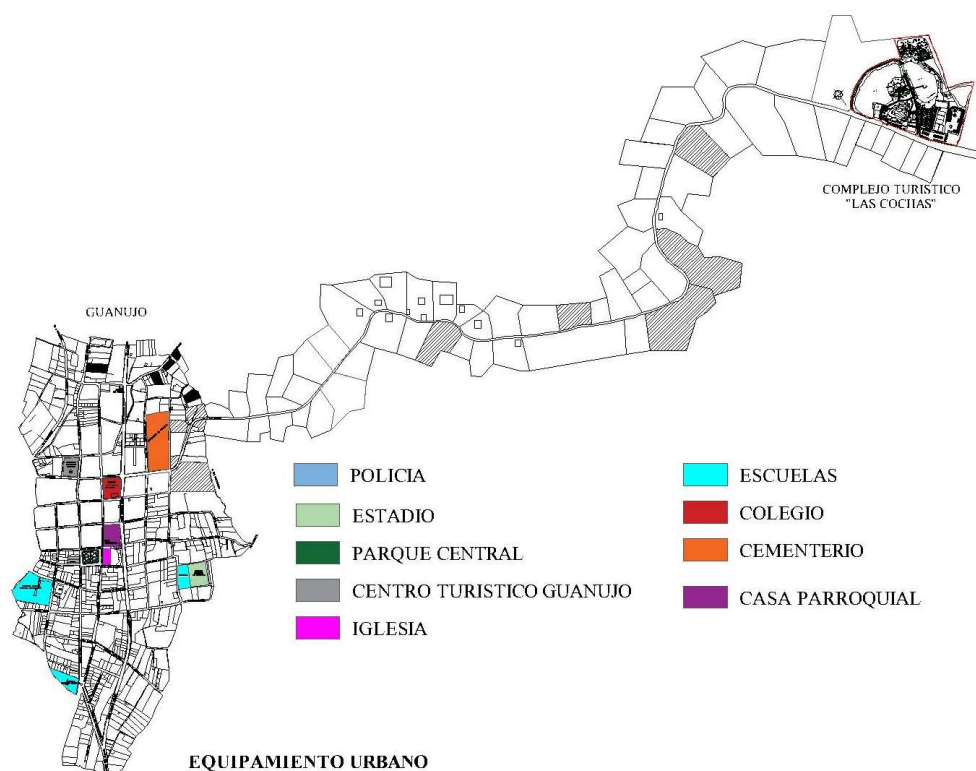 COMPLEJO TURISTICO
"LAS COCHAS"
GUANUJO
POLICIA
ESTADIO
PARQUE CENTRAL
CENTRO TURISTICO GUANUJO
IGLESIA
ESCUELAS
COLEGIO
CEMENTERIO
CASA PARROQUIAL
EQUIPAMIENTO URBANO